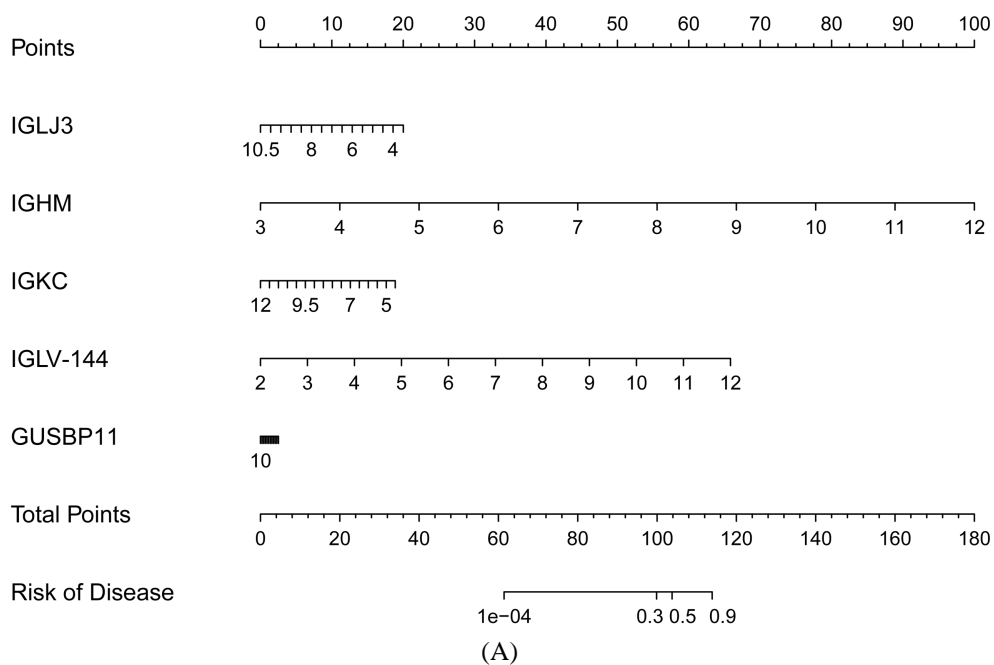 Points 0 10 20 30 40 50 60 70 80 90 100
IGLJ3 10.5 8 6 4
IGHM 3 4 5 6 7 8 9 10 11 12
IGKC 12 9.5 7 5
IGLV-144 2 3 4 5 6 7 8 9 10 11 12
GUSBP11 10
Total Points 0 20 40 60 80 100 120 140 160 180
Risk of Disease 1e−04 0.3 0.5 0.9
(A)